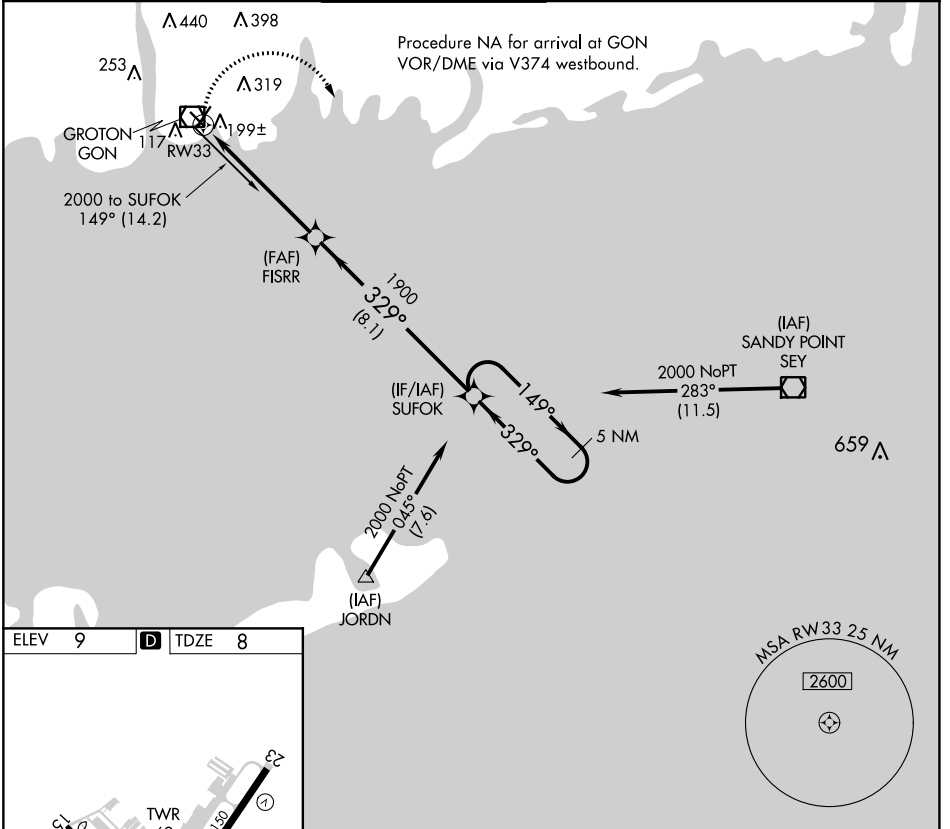 440
398
Procedure NA for arrival at GON
VOR/DME via V374 westbound.
253
319
GROTON
GON
117
199±
RW33
2000 to SUFOK
149° (14.2)
(FAF)
FISRR
1900
329°
(8.1)
(IAF)
SANDY POINT
SEY
2000 NoPT
283°
(11.5)
(IF/IAF)
SUFOK
149°
329°
5 NM
659
2000 NoPT
045°
(7.6)
(IAF)
JORDN
ELEV 9 D TDZE 8
MSA RW33 25 NM
2600
23
V
TWR
15
150